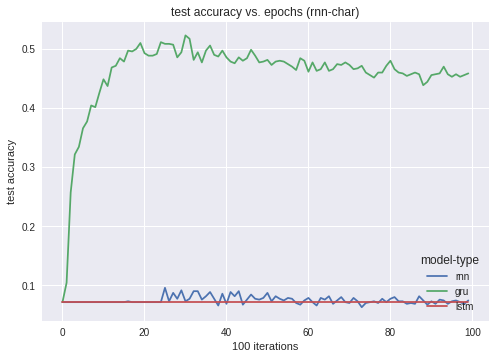 test accuracy vs. epochs (rnn-char)
0.5
0.4
0.3
0.2
0.1
test accuracy
model-type
rnn
gru
lstm
0
20
40
60
80
100
100 iterations